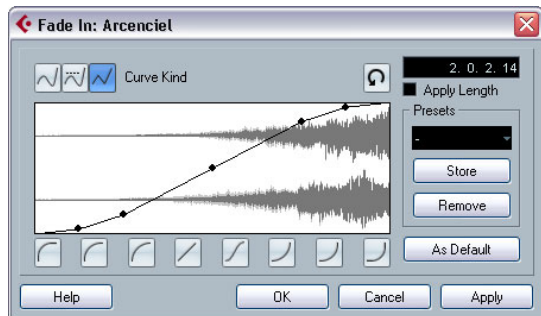 Fade In: Arcenciel
Curve Kind
2. 0. 2. 14
Apply Length
Presets
-
Store
Remove
As Default
Help
OK
Cancel
Apply